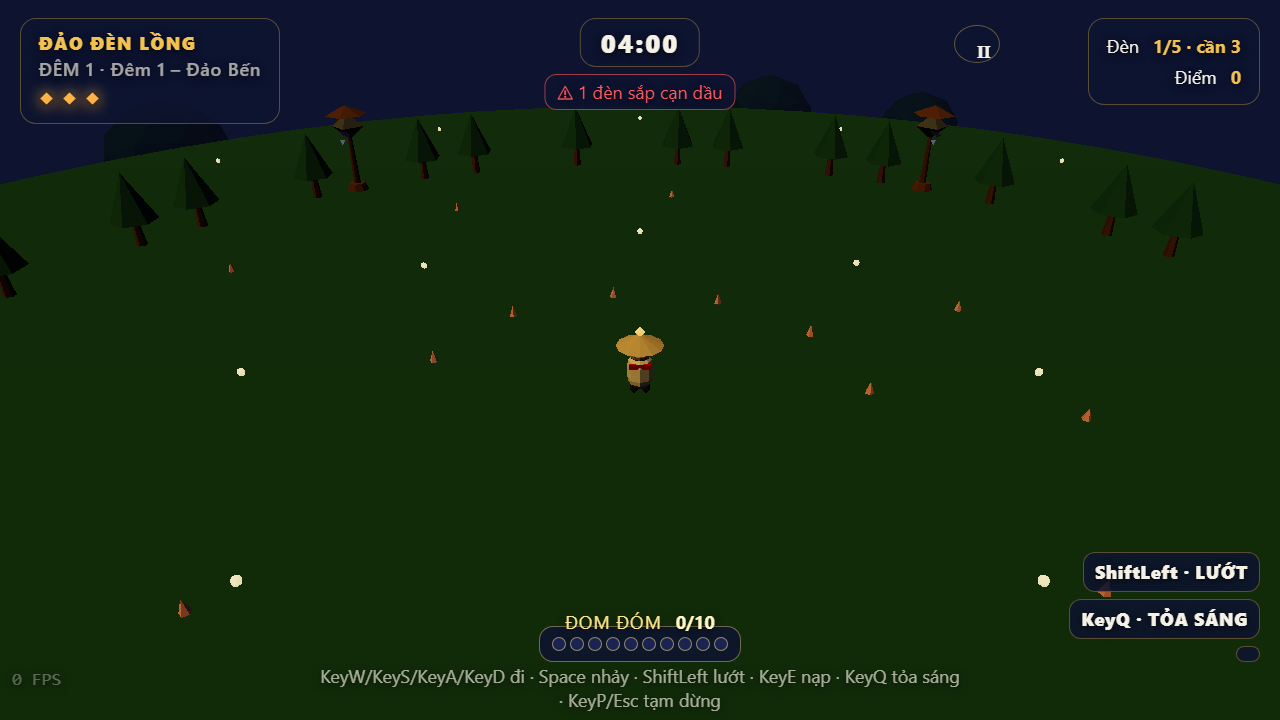 ĐẢO ĐÈN LỒNG
ĐÊM 1 · Đêm 1 – Đảo Bến
04:00
⚠ 1 đèn sắp cạn dầu
II
Đèn 1/5 · cần 3
Điểm 0
ShiftLeft · LƯỚT
KeyQ · TỎA SÁNG
ĐOM ĐÓM 0/10
0 FPS
KeyW/KeyS/KeyA/KeyD đi · Space nhảy · ShiftLeft lướt · KeyE nạp · KeyQ tỏa sáng
· KeyP/Esc tạm dừng